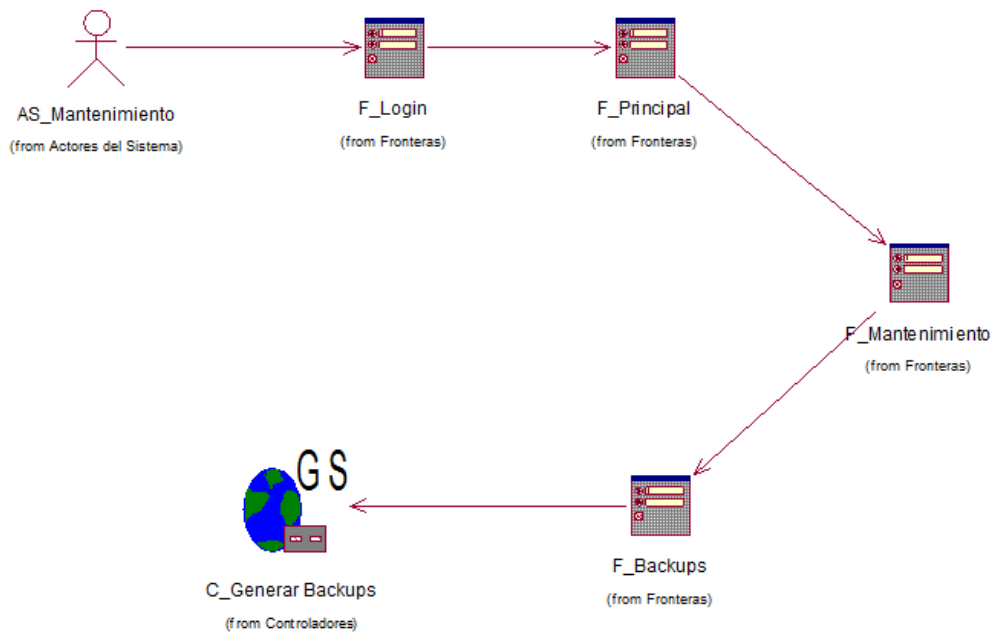 AS_Mantenimiento
(from Actores del Sistema)
F_Login
(from Fronteras)
F_Principal
(from Fronteras)
F_Mantenimiento
(from Fronteras)
GS
C_Generar Backups
(from Controladores)
F_Backups
(from Fronteras)